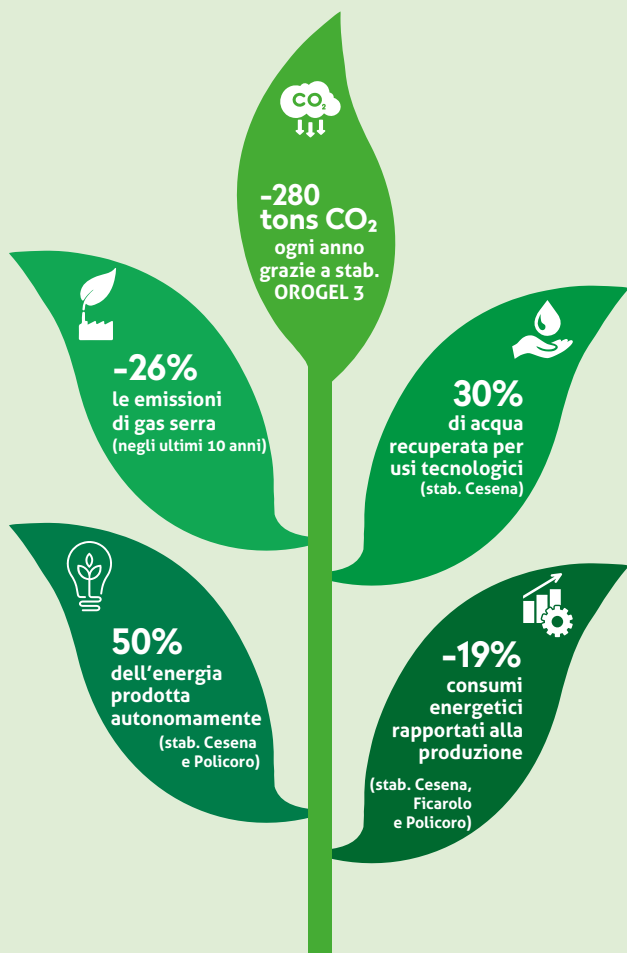 CO₂
-280
tons CO₂
ogni anno
grazie a stab.
OROGEL 3
-26%
le emissioni
di gas serra
(negli ultimi 10 anni)
30%
di acqua
recuperata per
usi tecnologici
(stab. Cesena)
50%
dell'energia
prodotta
autonomamente
(stab. Cesena
e Policoro)
-19%
consumi
energetici
rapportati alla
produzione
(stab. Cesena,
Ficarolo
e Policoro)